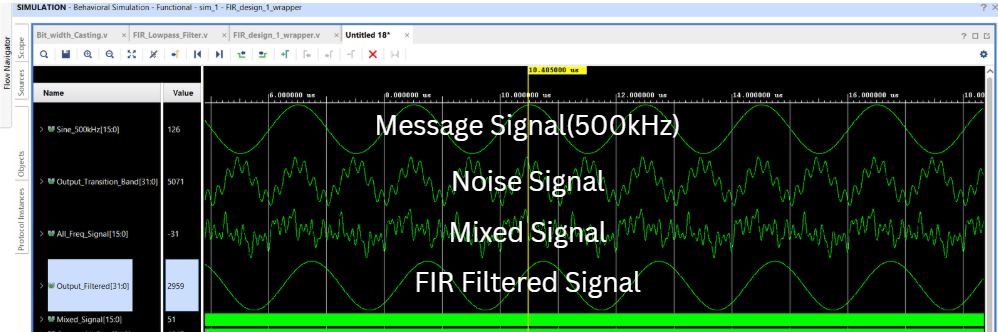 SIMULATION - Behavioral Simulation - Functional - sim_1 - FIR_design_1_wrapper
? ×
Flow Navigator
Scope
Sources
Objects
Protocol Instances
Bit_width_Casting.v × FIR_Lowpass_Filter.v × FIR_design_1_wrapper.v × Untitled 18* ×
?
10.405000 us
Name Value
6.000000 us 8.000000 us 10.000000 us 12.000000 us 14.000000 us 16.000000 us 18.00
Sine_500kHz[15:0] 126
Message Signal(500kHz)
Output_Transition_Band[31:0] 5071
Noise Signal
All_Freq_Signal[15:0] -31
Mixed Signal
Output_Filtered[31:0] 2959
FIR Filtered Signal
Mixed_Signal[15:0] 51